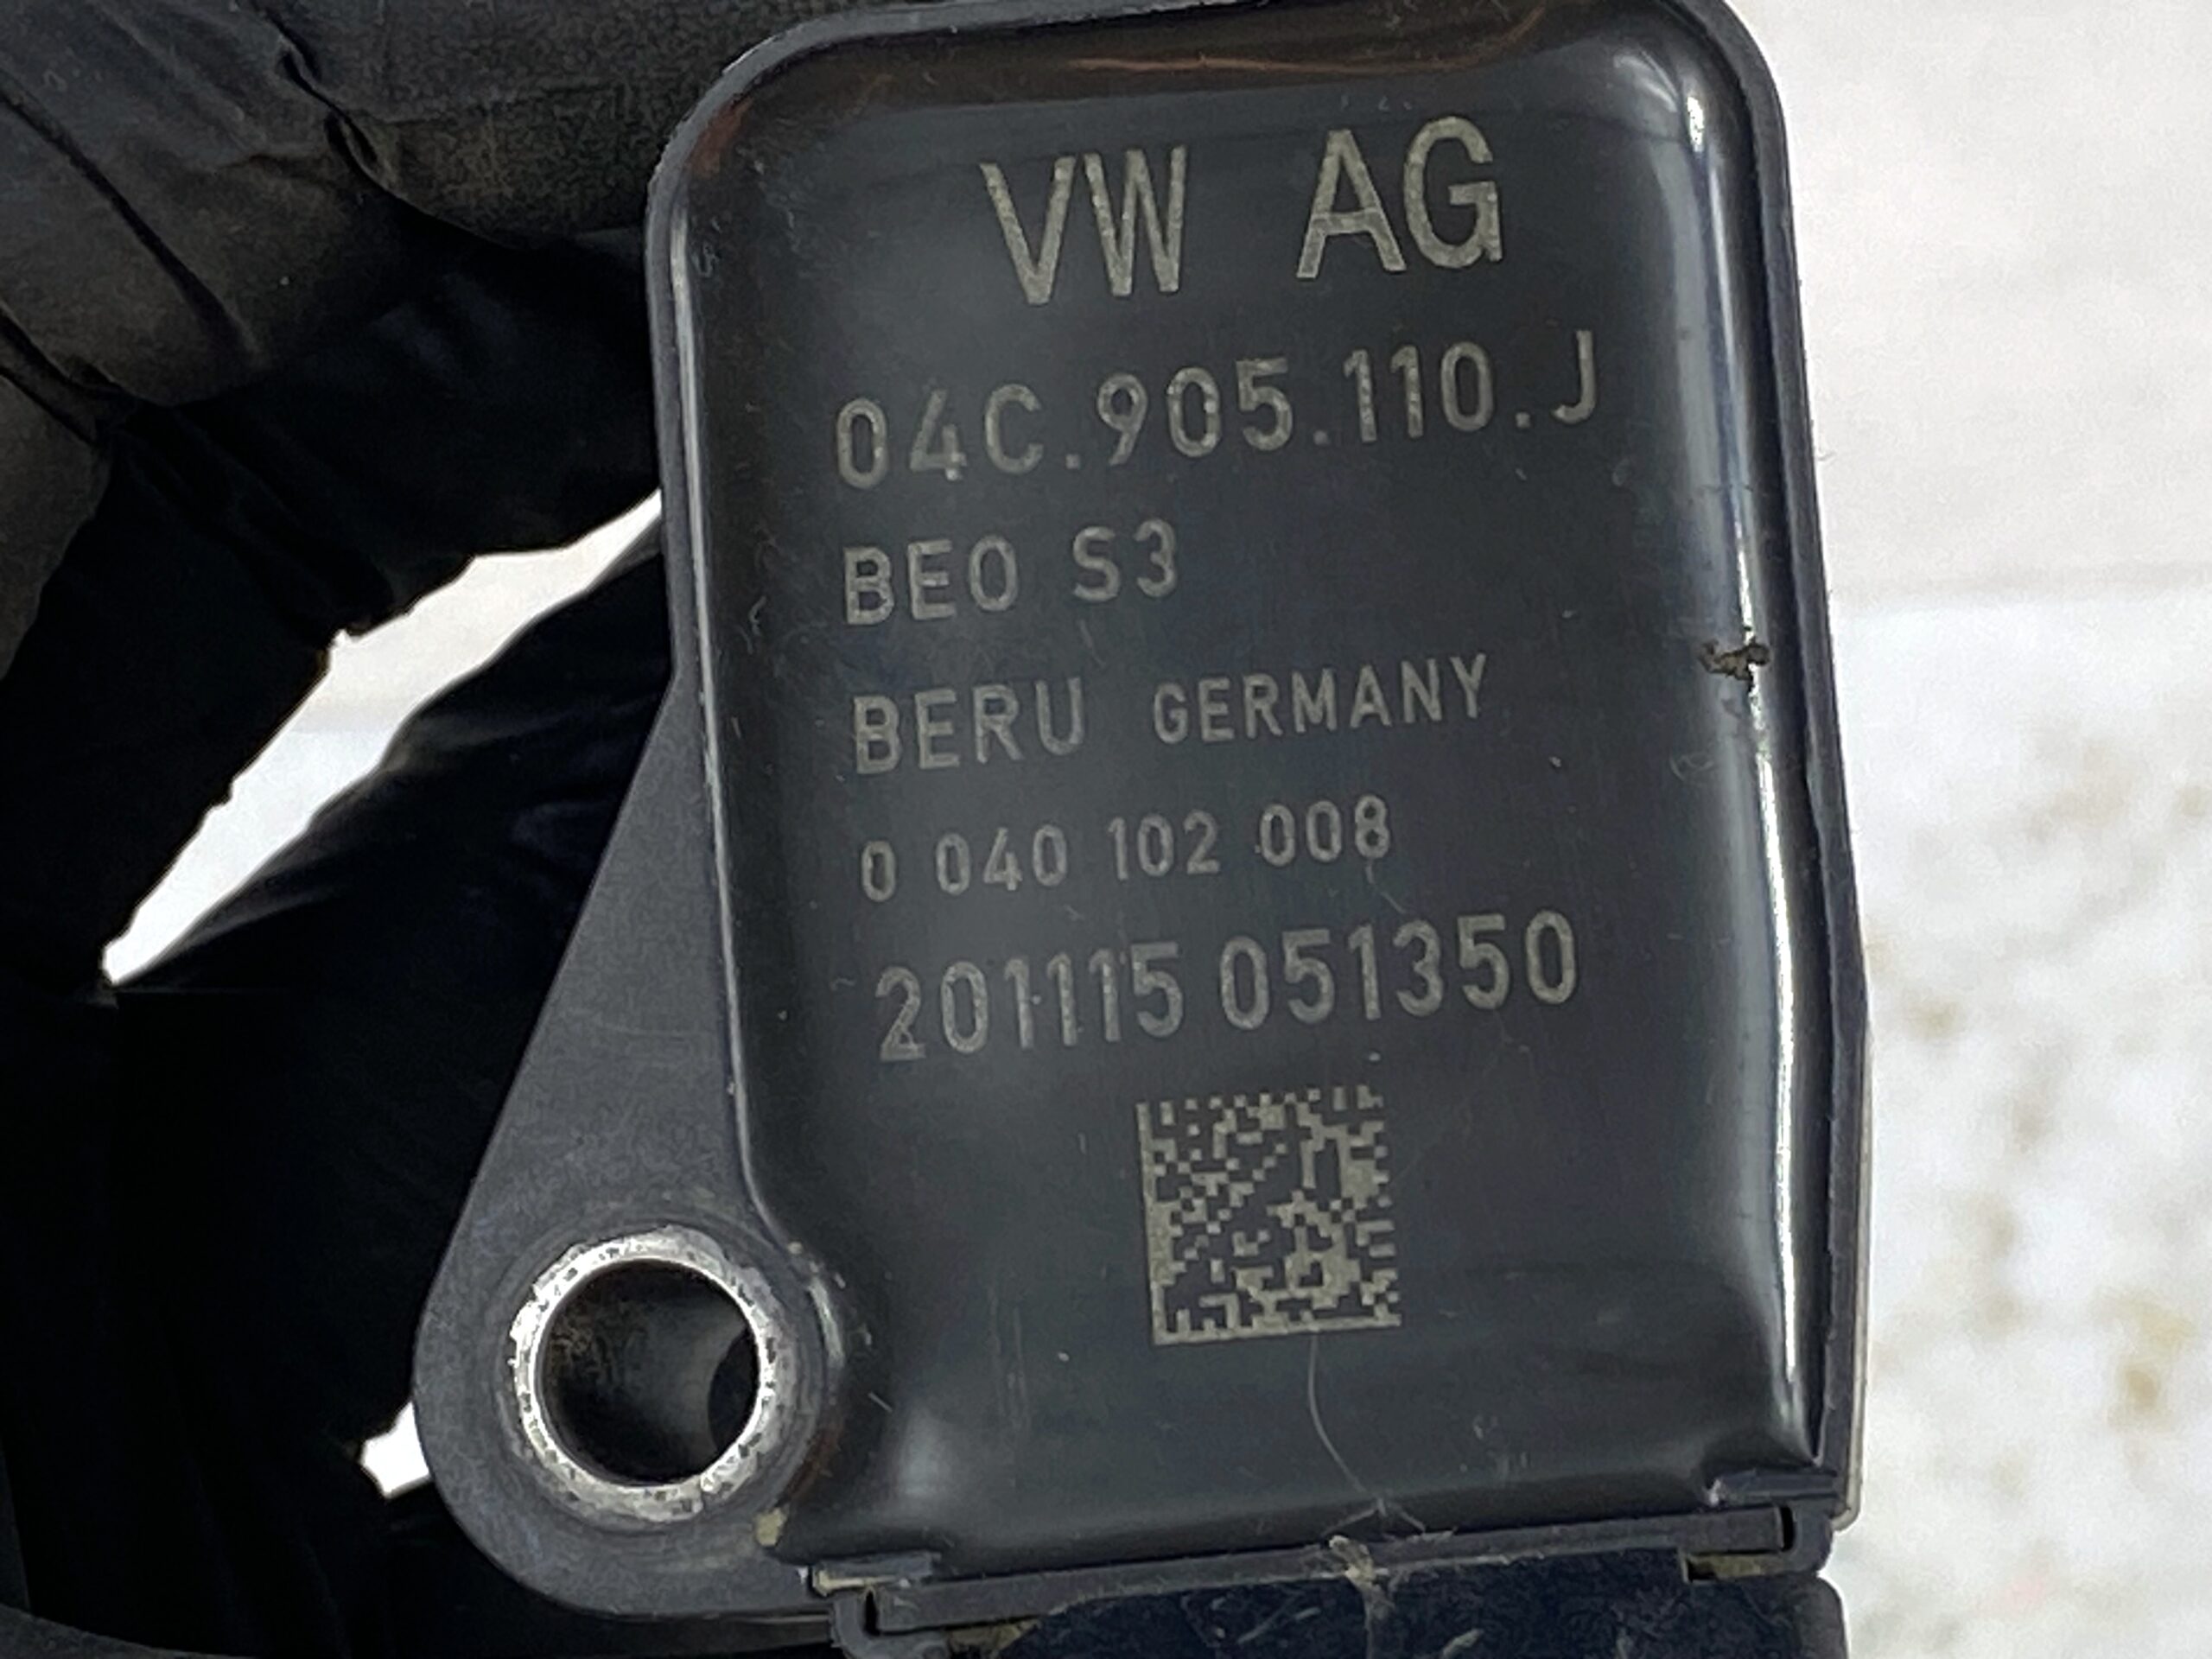 VW AG
04C.905.110.J
BEO S3
BERU GERMANY
0 040 102 008
201115 051350